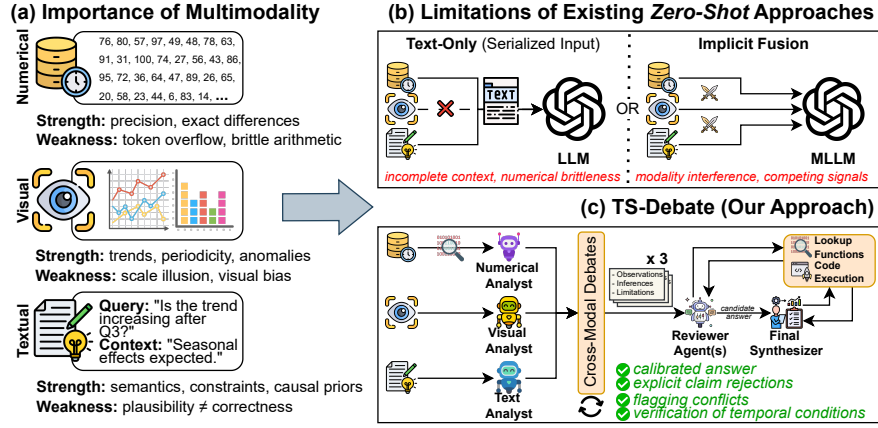 (a) Importance of Multimodality
Numerical
76, 80, 57, 97, 49, 48, 78, 63,
91, 31, 100, 74, 27, 56, 43, 86,
95, 72, 36, 64, 47, 89, 26, 65,
20, 58, 23, 44, 6, 83, 14, ...
Strength: precision, exact differences
Weakness: token overflow, brittle arithmetic
Visual
Strength: trends, periodicity, anomalies
Weakness: scale illusion, visual bias
Textual
Query: "Is the trend
increasing after
Q3?"
Context: "Seasonal
effects expected."
Strength: semantics, constraints, causal priors
Weakness: plausibility ≠ correctness
(b) Limitations of Existing Zero-Shot Approaches
Text-Only (Serialized Input)
TEXT
LLM
incomplete context, numerical brittleness
OR
Implicit Fusion
MLLM
modality interference, competing signals
(c) TS-Debate (Our Approach)
Numerical
Analyst
Visual
Analyst
Text
Analyst
Cross-Modal Debates
x 3
- Observations
- Inferences
- Limitations
Reviewer
Agent(s)
candidate
answer
Final
Synthesizer
Lookup
Functions
Code
Execution
calibrated answer
explicit claim rejections
flagging conflicts
verification of temporal conditions